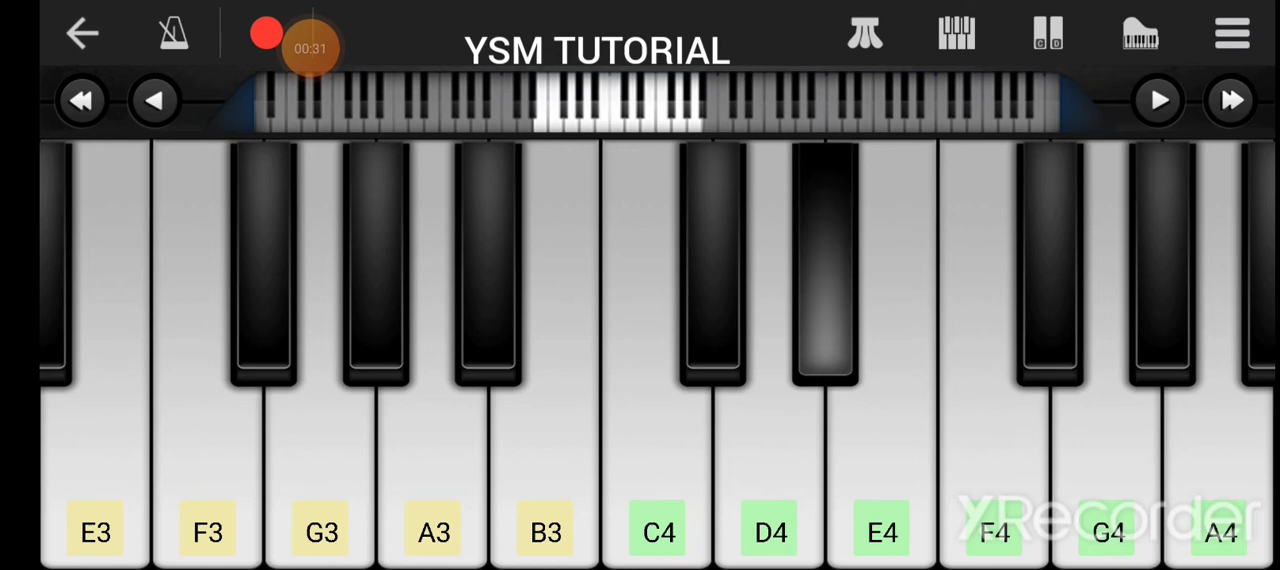 00:31
YSM TUTORIAL
C D
E3 F3 G3 A3 B3 C4 D4 E4 F4 G4 A4
XRecorder